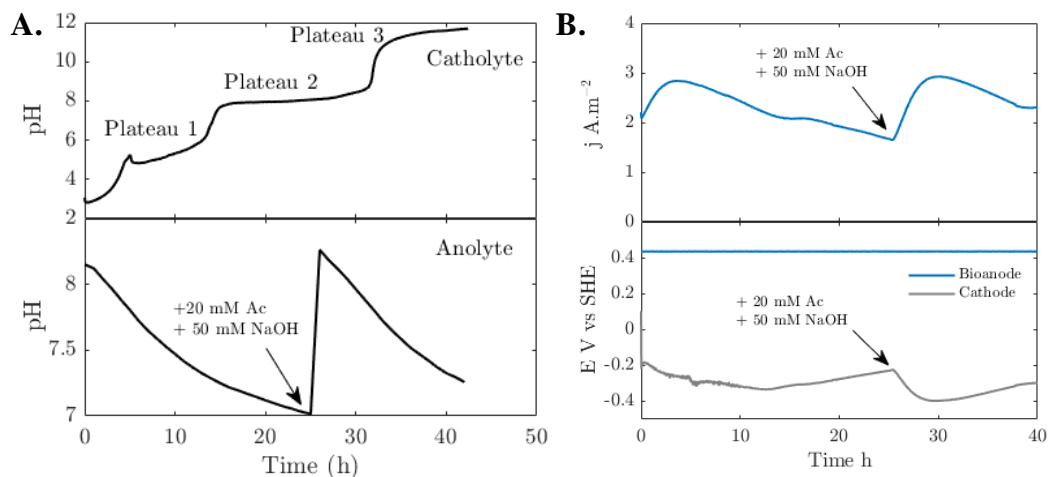 A.
12
10
8
6
4
2
pH
Plateau 1
Plateau 2
Plateau 3
Catholyte
8
7.5
7
pH
Anolyte
+20 mM Ac
+ 50 mM NaOH
0
10
20
30
40
50
Time (h)
B.
4
3
2
1
0
j A.m⁻²
+ 20 mM Ac
+ 50 mM NaOH
0.4
0.2
0
-0.2
-0.4
E V vs SHE
Bioanode
Cathode
+ 20 mM Ac
+ 50 mM NaOH
0
10
20
30
40
Time h